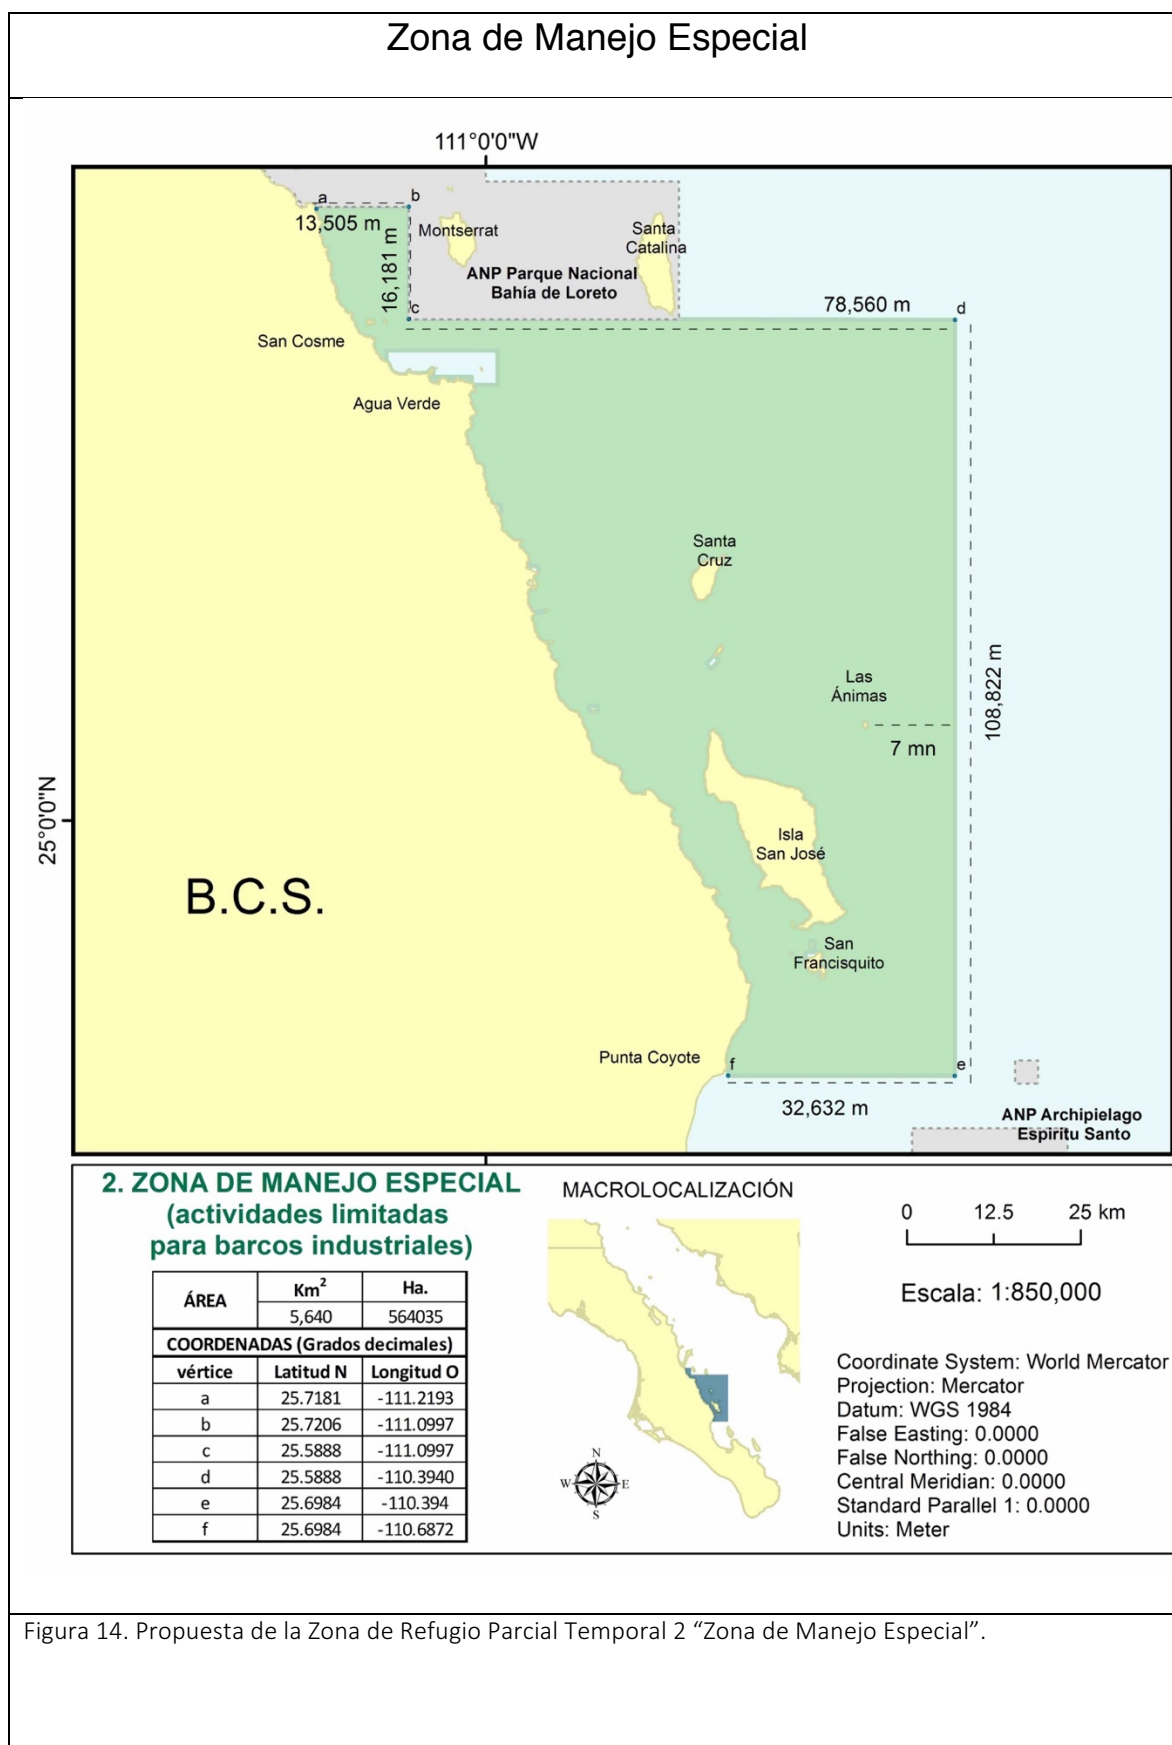 Zona de Manejo Especial
111°0'0"W
a
b
13,505 m
Montserrat
Santa
Catalina
16,181 m
ANP Parque Nacional
Bahía de Loreto
c
78,560 m
d
San Cosme
Agua Verde
Santa
Cruz
Las
Ánimas
7 mn
108,822 m
25°0'0"N
Isla
San José
B.C.S.
San
Francisquito
Punta Coyote
f
e
32,632 m
ANP Archipielago
Espiritu Santo
2. ZONA DE MANEJO ESPECIAL
(actividades limitadas
para barcos industriales)
ÁREA Km2 Ha.
5,640 564035
COORDENADAS (Grados decimales)
vértice Latitud N Longitud O
a 25.7181 -111.2193
b 25.7206 -111.0997
c 25.5888 -111.0997
d 25.5888 -110.3940
e 25.6984 -110.394
f 25.6984 -110.6872
MACROLOCALIZACIÓN
N
W E
S
0 12.5 25 km
Escala: 1:850,000
Coordinate System: World Mercator
Projection: Mercator
Datum: WGS 1984
False Easting: 0.0000
False Northing: 0.0000
Central Meridian: 0.0000
Standard Parallel 1: 0.0000
Units: Meter
Figura 14. Propuesta de la Zona de Refugio Parcial Temporal 2 “Zona de Manejo Especial”.